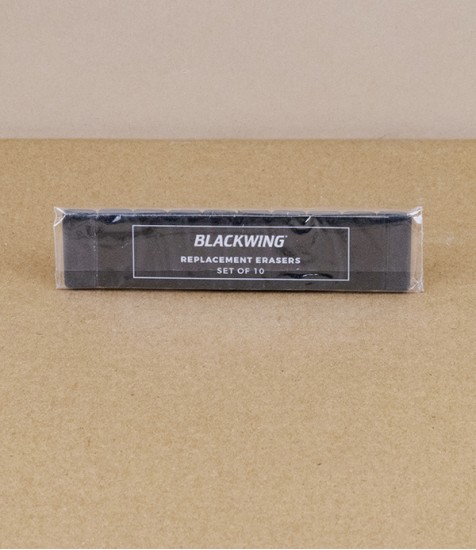 BLACKWING
REPLACEMENT ERASERS
SET OF 10